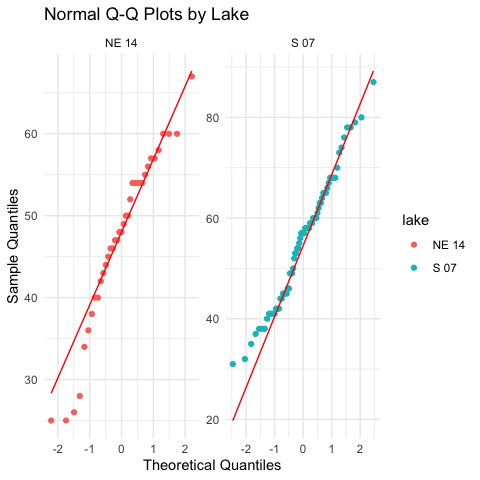 Normal Q-Q Plots by Lake
NE 14
S 07
60
50
40
30
80
60
40
20
-2 -1 0 1 2
-2 -1 0 1 2
Theoretical Quantiles
Sample Quantiles
lake
NE 14
S 07